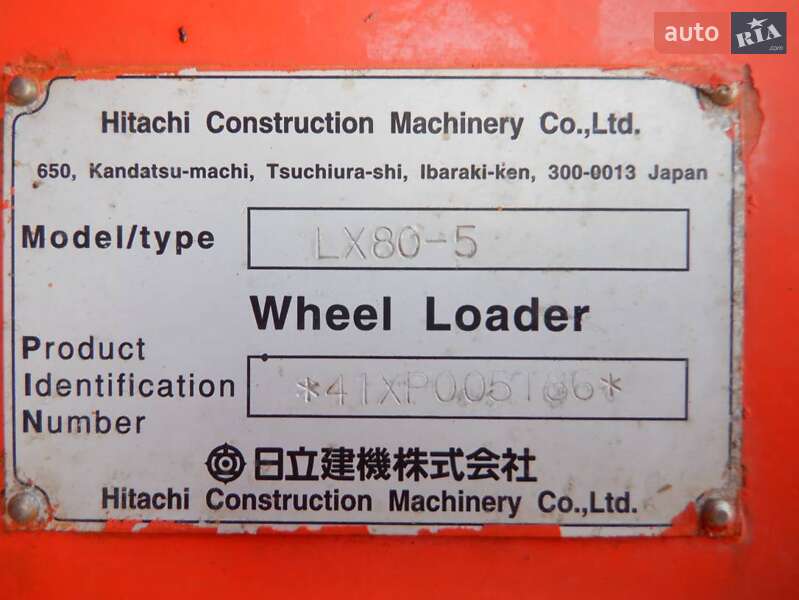 auto RIA .com
Hitachi Construction Machinery Co.,Ltd.
650, Kandatsu-machi, Tsuchiura-shi, Ibaraki-ken, 300-0013 Japan
Model/type LX80-5
Wheel Loader
Product
Identification
Number
日立建機株式会社
Hitachi Construction Machinery Co.,Ltd.